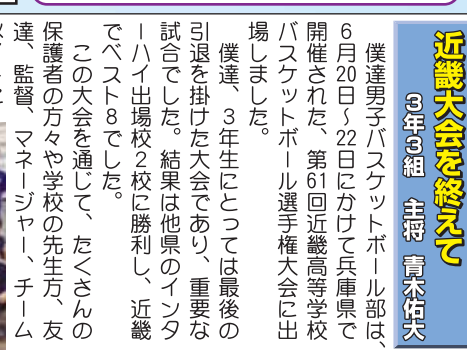 近畿大会を終えて
3年3組 主将 青木佑大
僕達男子バスケットボール部は、
6月20日～22日にかけて兵庫県で
開催された、第61回近畿高等学校
バスケットボール選手権大会に出
場しました。
僕達、3年生にとっては最後の
引退を掛けた大会であり、重要な
試合でした。結果は他県のインタ
ーハイ出場校2校に勝利し、近畿
でベスト8でした。
この大会を通じて、たくさんの
保護者の方々や学校の先生方、友
達、監督、マネージャー、チーム